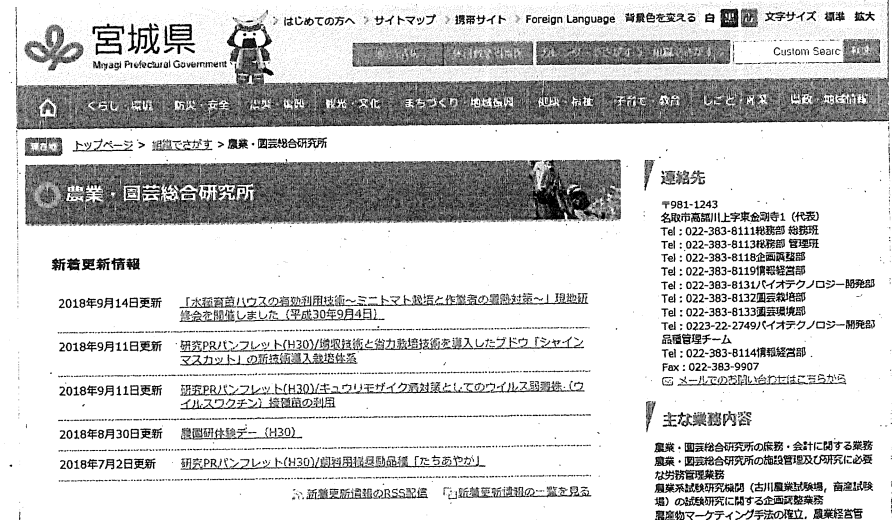 宮城県
Miyagi Prefectural Government
> はじめての方へ > サイトマップ > 携帯サイト > Foreign Language 背景色を変える 白 黒 文字サイズ 標準 拡大
Custom Searc
くらし・環境 防災・安全 震災・復興 観光・文化 まちづくり・地域振興 健康・福祉 子育て・教育 しごと・産業 県政・地域情報
現在地 トップページ > 組織でさがす > 農業・園芸総合研究所
農業・園芸総合研究所
新着更新情報
2018年9月14日更新 「水稲育苗ハウスの有効利用技術～ミニトマト栽培と作業者の暑熱対策～」現地研
修会を開催しました（平成30年9月4日）
2018年9月11日更新 研究PRパンフレット(H30)/増収技術と省力栽培技術を導入したブドウ「シャイン
マスカット」の新技術導入栽培体系
2018年9月11日更新 研究PRパンフレット(H30)/キュウリモザイク病対策としてのウイルス弱毒株（ウ
イルスワクチン）接種苗の利用
2018年8月30日更新 農園研体験デー（H30）
2018年7月2日更新 研究PRパンフレット(H30)/飼料用稲奨励品種「たちあやか」
新着更新情報のRSS配信 新着更新情報の一覧を見る
連絡先
〒981-1243
名取市高舘川上字東金剛寺1（代表）
Tel：022-383-8111総務部 総務班
Tel：022-383-8113総務部 管理班
Tel：022-383-8118企画調整部
Tel：022-383-8119情報経営部
Tel：022-383-8131バイオテクノロジー開発部
Tel：022-383-8132園芸栽培部
Tel：022-383-8133園芸環境部
Tel：0223-22-2749バイオテクノロジー開発部
品種管理チーム
Tel：022-383-8114情報経営部
Fax：022-383-9907
メールでのお問い合わせはこちらから
主な業務内容
農業・園芸総合研究所の庶務・会計に関する業務
農業・園芸総合研究所の施設管理及び研究に必要
な労務管理業務
農業系試験研究機関（古川農業試験場，畜産試験
場）の試験研究に関する企画調整業務
農産物マーケティング手法の確立，農業経営管